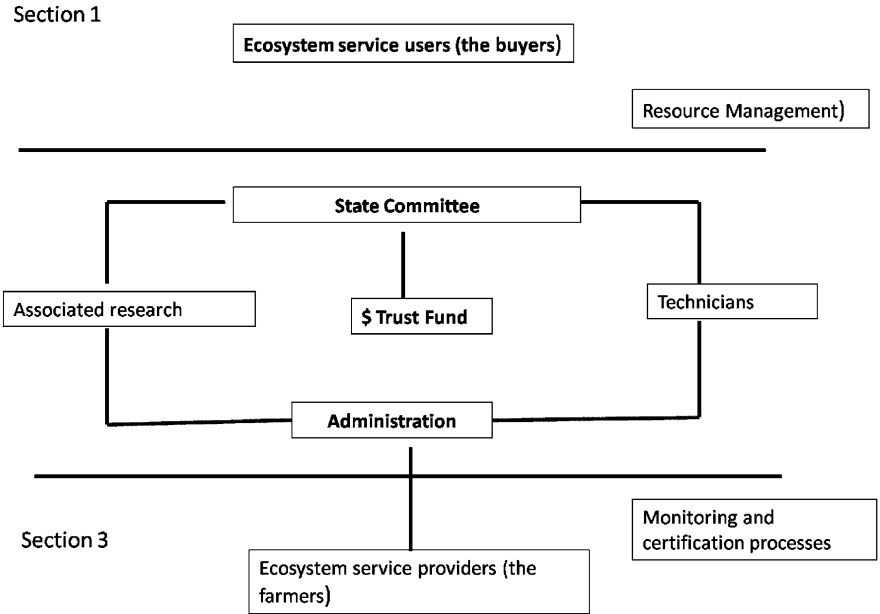 Section 1
Ecosystem service users (the buyers)
Resource Management)
State Committee
Associated research
$ Trust Fund
Technicians
Administration
Section 3
Monitoring and
certification processes
Ecosystem service providers (the
farmers)